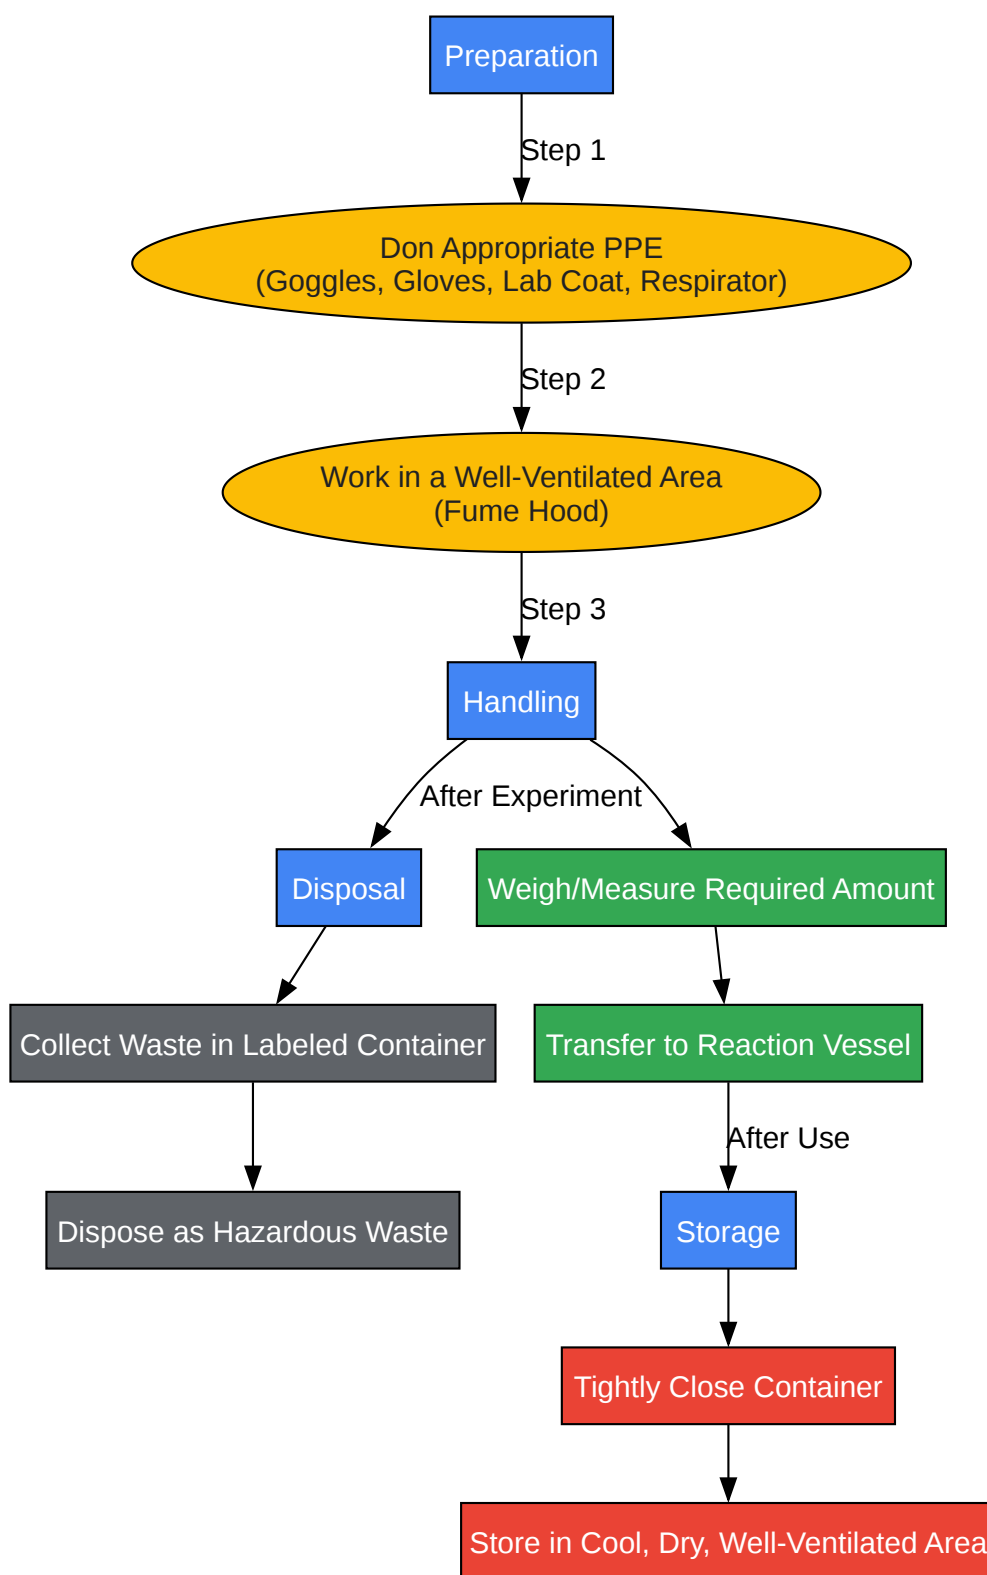 Preparation
Step 1
Don Appropriate PPE
(Goggles, Gloves, Lab Coat, Respirator)
Step 2
Work in a Well-Ventilated Area
(Fume Hood)
Step 3
Handling
After Experiment
Disposal
Weigh/Measure Required Amount
Collect Waste in Labeled Container
Transfer to Reaction Vessel
After Use
Dispose as Hazardous Waste
Storage
Tightly Close Container
Store in Cool, Dry, Well-Ventilated Area